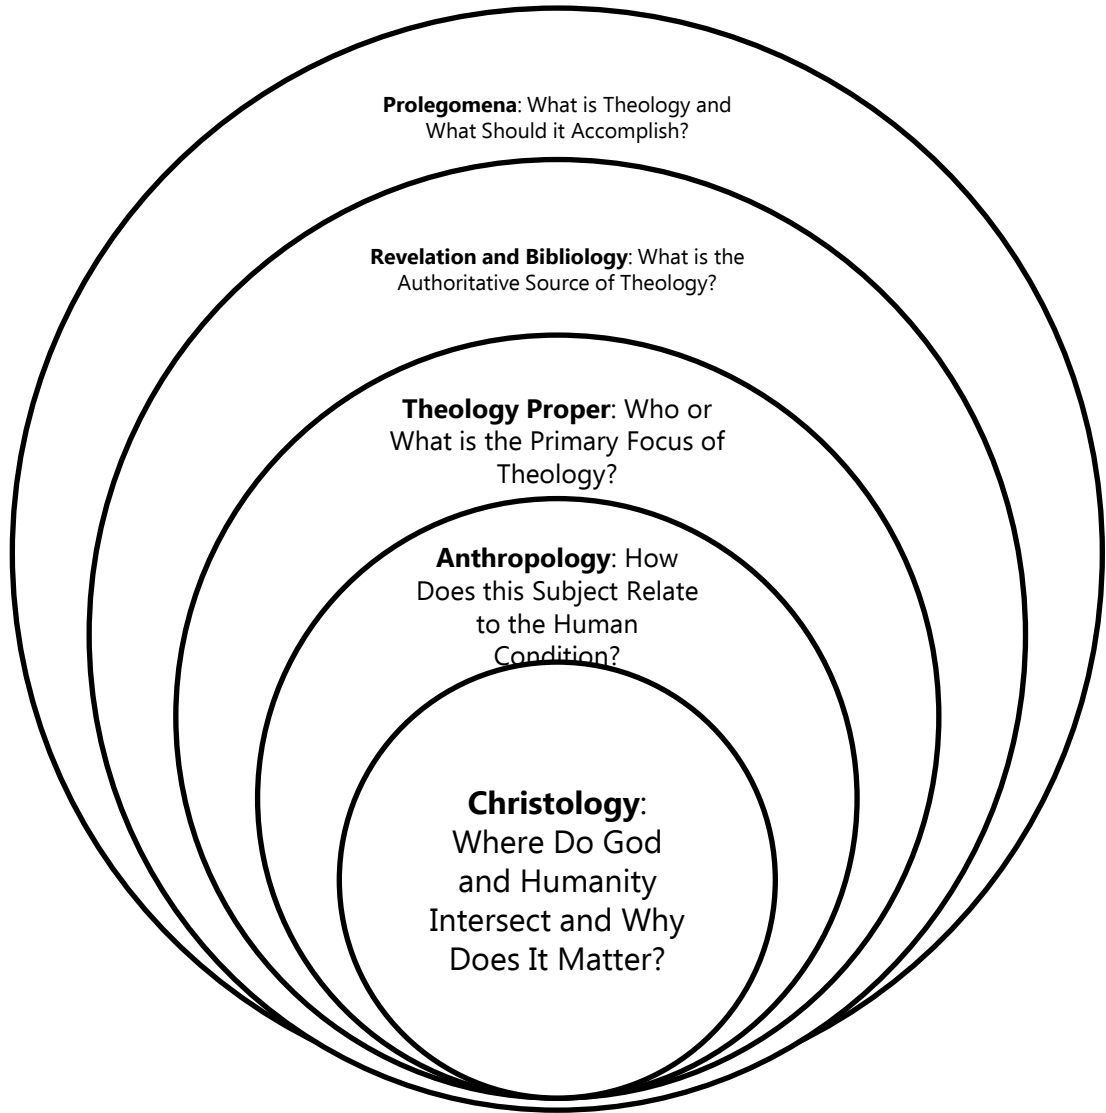 Prolegomena: What is Theology and
What Should it Accomplish?
Revelation and Bibliology: What is the
Authoritative Source of Theology?
Theology Proper: Who or
What is the Primary Focus of
Theology?
Anthropology: How
Does this Subject Relate
to the Human
Condition?
Christology:
Where Do God
and Humanity
Intersect and Why
Does It Matter?